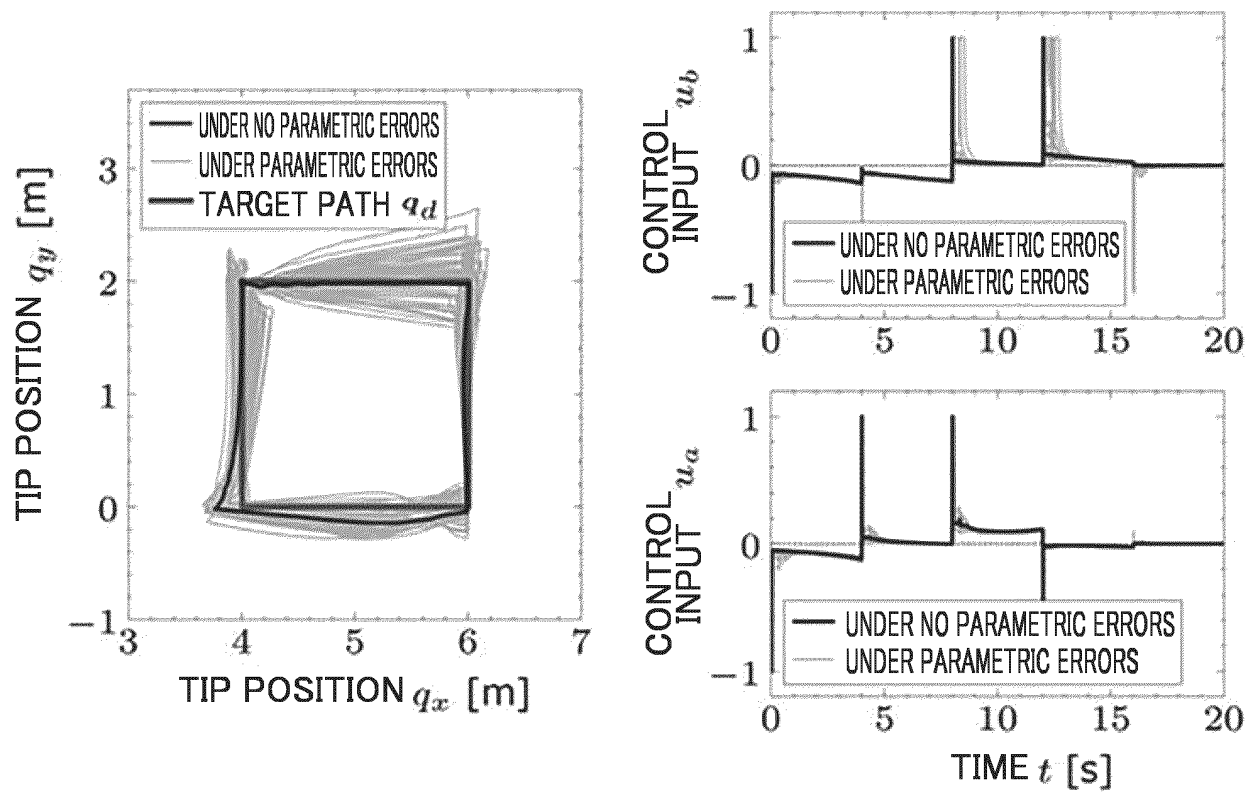 UNDER NO PARAMETRIC ERRORS
UNDER PARAMETRIC ERRORS
TARGET PATH q_d
TIP POSITION q_y [m]
3
2
1
0
−1
3
4
5
6
7
TIP POSITION q_x [m]
CONTROL
INPUT u_b
1
0
−1
UNDER NO PARAMETRIC ERRORS
UNDER PARAMETRIC ERRORS
0
5
10
15
20
CONTROL
INPUT u_a
1
0
−1
UNDER NO PARAMETRIC ERRORS
UNDER PARAMETRIC ERRORS
0
5
10
15
20
TIME t [s]